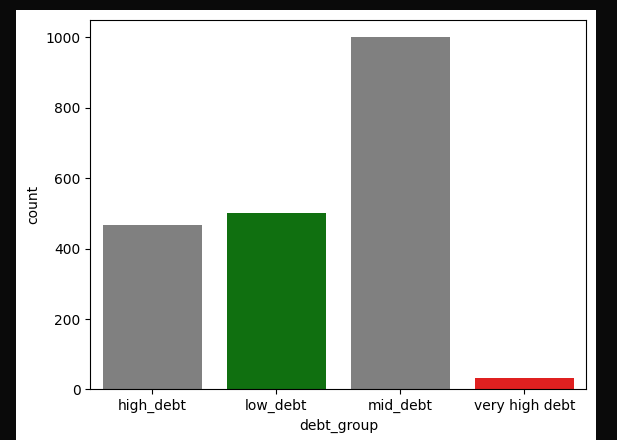 1000
800
600
400
200
0
count
high_debt
low_debt
mid_debt
very high debt
debt_group